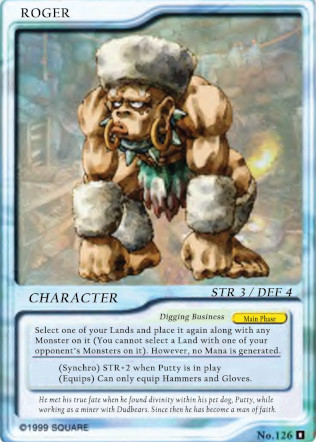 ROGER
CHARACTER
STR 3 / DEF 4
Digging Business Main Phase
Select one of your Lands and place it again along with any
Monster on it (You cannot select a Land with one of your
opponent's Monsters on it). However, no Mana is generated.
(Synchro) STR+2 when Putty is in play
(Equips) Can only equip Hammers and Gloves.
He met his true fate when he found divinity within his pet dog, Putty, while
working as a miner with Dudbears. Since then he has become a man of faith.
©1999 SQUARE
No.126